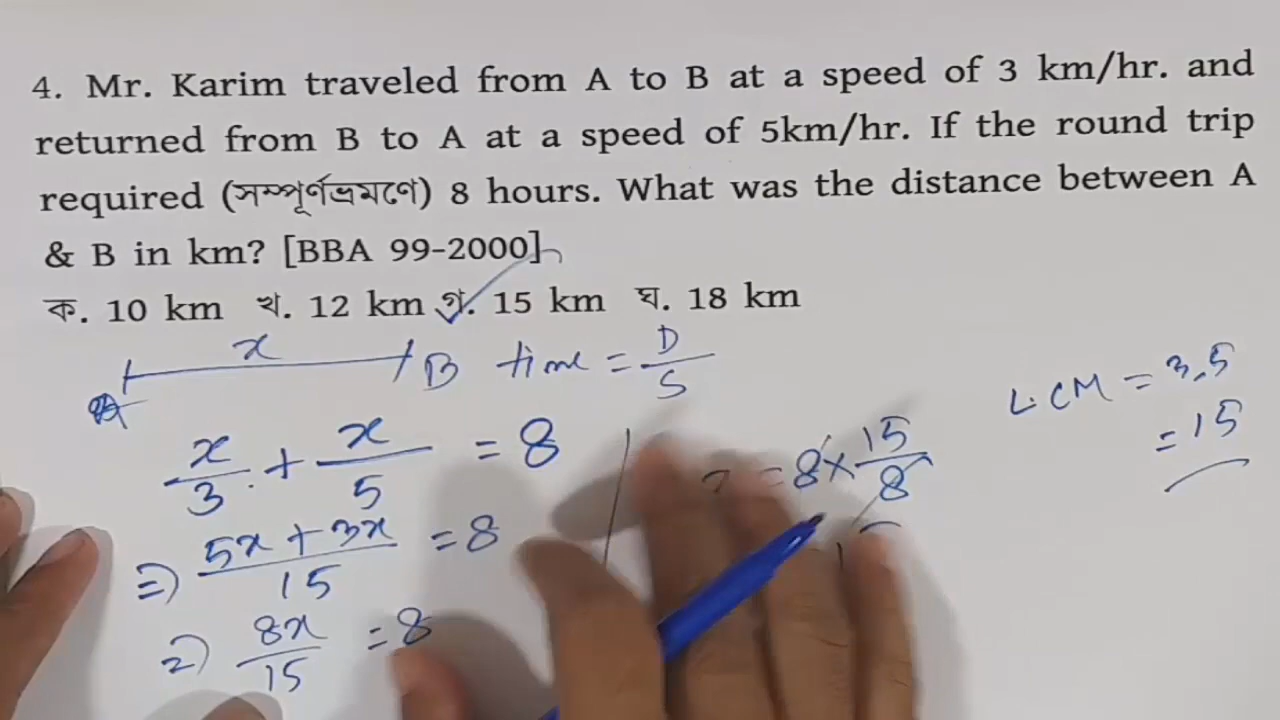 4. Mr. Karim traveled from A to B at a speed of 3 km/hr. and
returned from B to A at a speed of 5km/hr. If the round trip
required (সম্পূর্ণভ্রমণে) 8 hours. What was the distance between A
& B in km? [BBA 99-2000]
ক. 10 km খ. 12 km গ. 15 km ঘ. 18 km
x
A B time = D/S
x/3 + x/5 = 8
=> (5x + 3x)/15 = 8
=> 8x/15 = 8
= 8 × 15/8
L.CM = 3.5
= 15